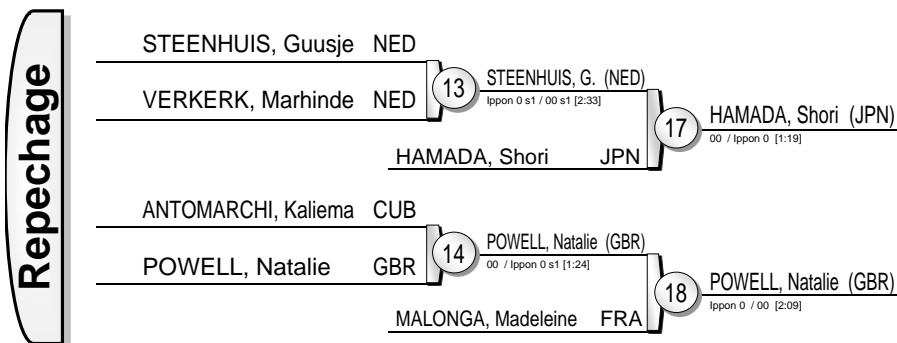 Repechage
STEENHUIS, Guusje NED
VERKERK, Marhinde NED
13
STEENHUIS, G. (NED)
Ippon 0 s1 / 00 s1 [2:33]
HAMADA, Shori JPN
17
HAMADA, Shori (JPN)
00 / Ippon 0 [1:19]
ANTOMARCHI, Kaliema CUB
POWELL, Natalie GBR
14
POWELL, Natalie (GBR)
00 / Ippon 0 s1 [1:24]
MALONGA, Madeleine FRA
18
POWELL, Natalie (GBR)
Ippon 0 / 00 [2:09]